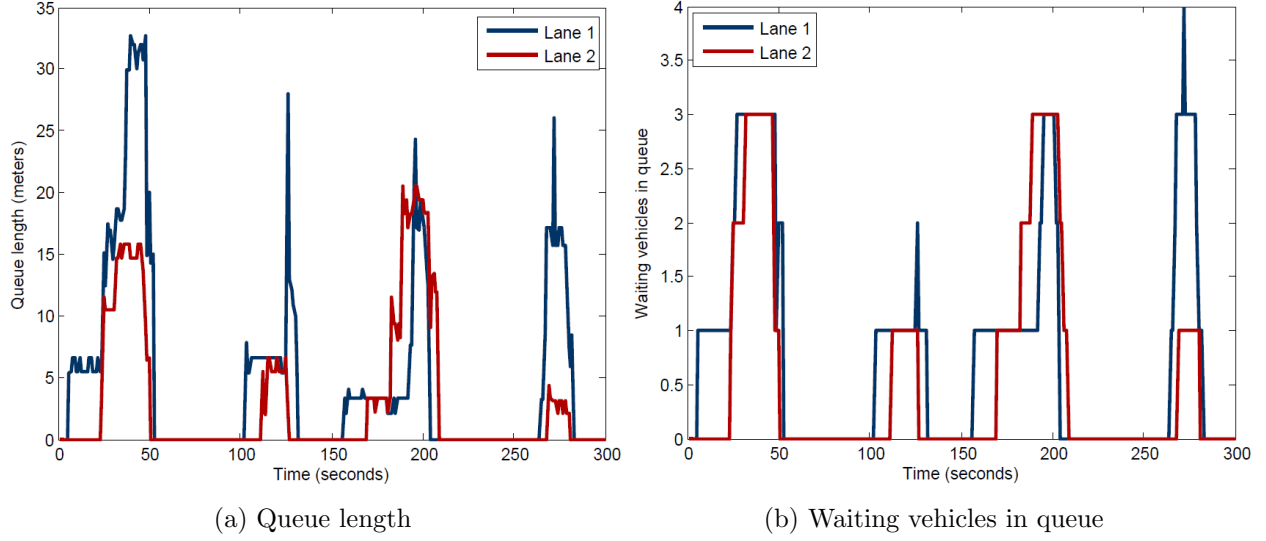 35
30
25
20
15
10
5
0
Queue length (meters)
Lane 1
Lane 2
0 50 100 150 200 250 300
Time (seconds)
(a) Queue length
4
3.5
3
2.5
2
1.5
1
0.5
0
Waiting vehicles in queue
Lane 1
Lane 2
0 50 100 150 200 250 300
Time (seconds)
(b) Waiting vehicles in queue